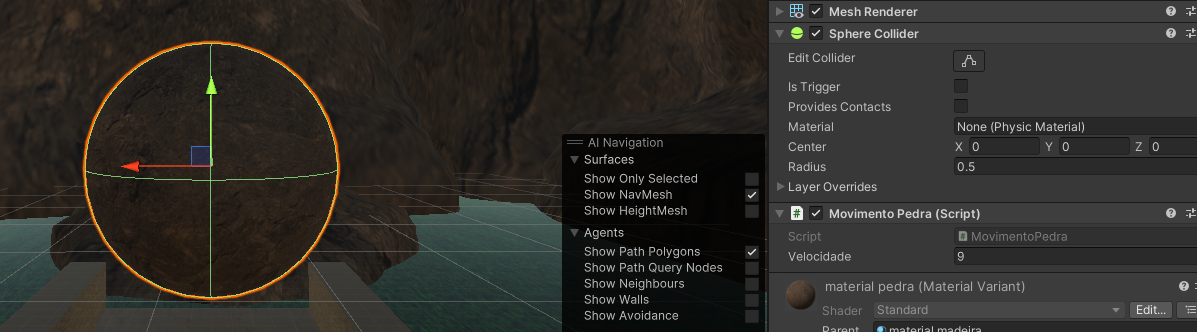 Mesh Renderer
Sphere Collider
Edit Collider
Is Trigger
Provides Contacts
Material None (Physic Material)
Center X 0 Y 0 Z 0
Radius 0.5
Layer Overrides
# Movimento Pedra (Script)
Script # MovimentoPedra
Velocidade 9
material pedra (Material Variant)
Shader Standard Edit...
Parent material madeira
AI Navigation
Surfaces
Show Only Selected
Show NavMesh
Show HeightMesh
Agents
Show Path Polygons
Show Path Query Nodes
Show Neighbours
Show Walls
Show Avoidance